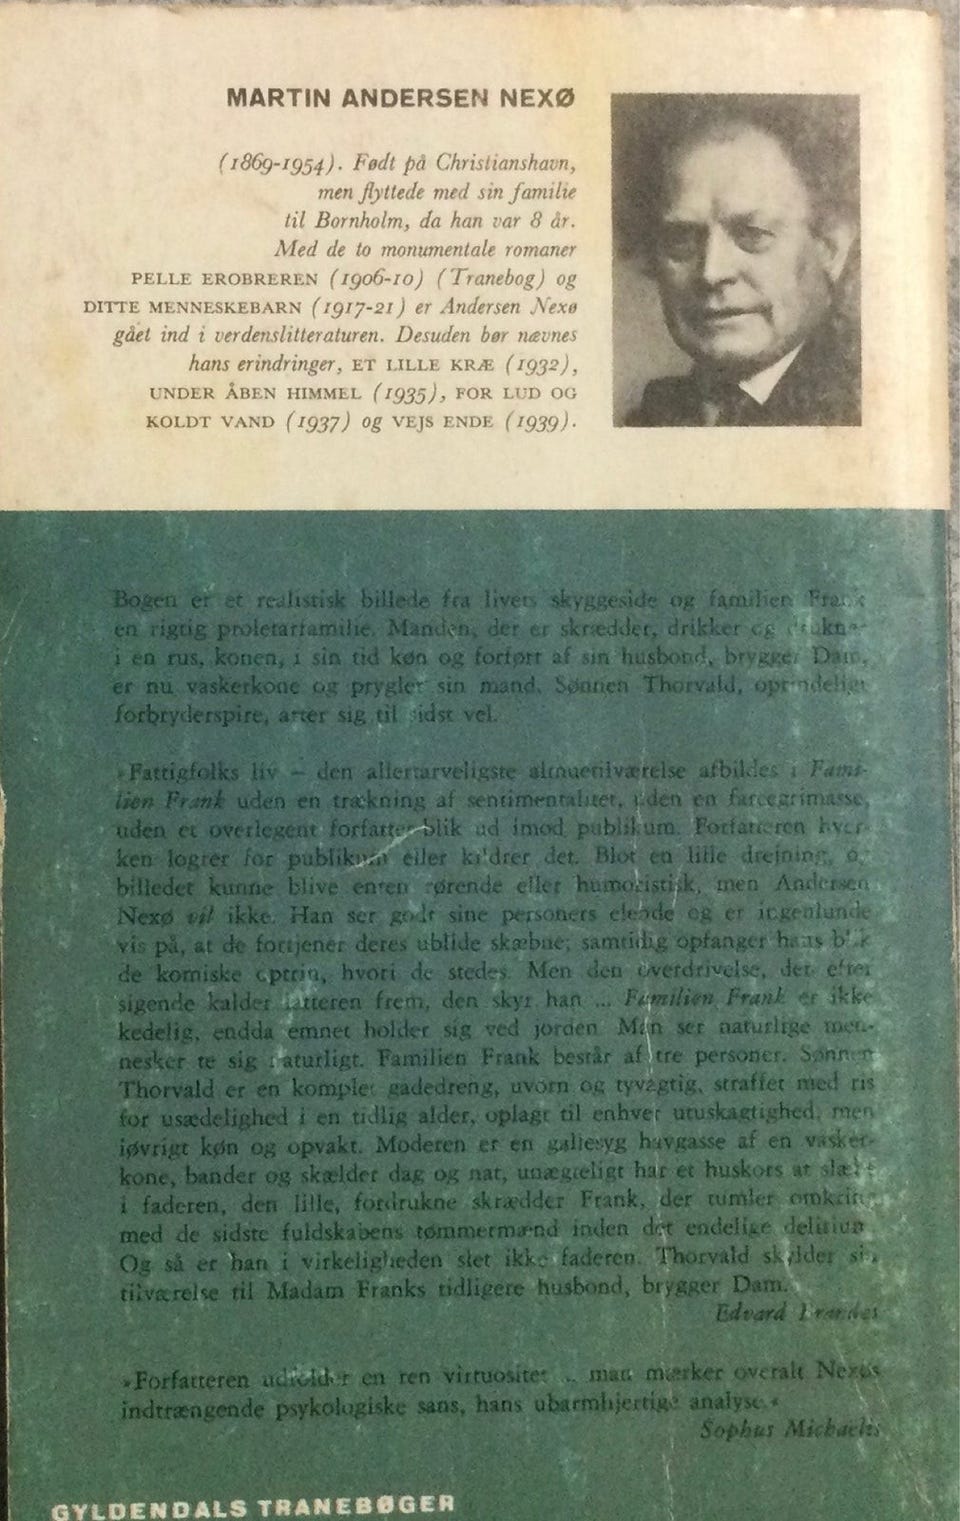 MARTIN ANDERSEN NEXØ
(1869-1954). Født på Christianshavn,
men flyttede med sin familie
til Bornholm, da han var 8 år.
Med de to monumentale romaner
PELLE EROBREREN (1906-10) (Tranebog) og
DITTE MENNESKEBARN (1917-21) er Andersen Nexø
gået ind i verdenslitteraturen. Desuden bør nævnes
hans erindringer, ET LILLE KRÆ (1932),
UNDER ÅBEN HIMMEL (1935), FOR LUD OG
KOLDT VAND (1937) og VEJS ENDE (1939).
Bogen er et realistisk billede fra livets skyggeside og familien Frank
en rigtig proletarfamilie. Manden, der er skrædder, drikker og drukner
i en rus, konen, i sin tid køn og forført af sin husbond, brygger Dam,
er nu vaskerkone og prygler sin mand. Sønnen Thorvald, oprindeligt
forbryderspire, arter sig til sidst vel.
»Fattigfolks liv – den allertarveligste almuetilværelse afbildes i Fami-
lien Frank uden en trækning af sentimentalitet, uden en farcegrimasse,
uden et overlegent forfatter-blik ud imod publikum. Forfatteren hver-
ken logrer for publikum eller kildrer det. Blot en lille drejning, og
billedet kunne blive enten rørende eller humoristisk, men Andersen
Nexø vil ikke. Han ser godt sine personers elende og er ingenlunde
vis på, at de fortjener deres ublide skæbne; samtidig opfanger hans blik
de komiske optrin, hvori de stedes. Men den overdrivelse, der efter
sigende kalder latteren frem, den skyr han ... Familien Frank er ikke
kedelig, endda emnet holder sig ved jorden. Man ser naturlige men-
nesker te sig naturligt. Familien Frank består af tre personer. Sønnen
Thorvald er en komplet gadedreng, uvorn og tyvagtig, straffet med ris
for usædelighed i en tidlig alder, oplagt til enhver utuskagtighed, men
iøvrigt køn og opvakt. Moderen er en gallesyg havgasse af en vasker-
kone, bander og skælder dag og nat, unægteligt har et huskors at slæbe
i faderen, den lille, fordrukne skrædder Frank, der tumler omkring
med de sidste fuldskabens tømmermænd inden det endelige delirium.
Og så er han i virkeligheden slet ikke faderen. Thorvald skylder sin
tilværelse til Madam Franks tidligere husbond, brygger Dam.
Edvard Brandes
»Forfatteren udfolder en ren virtuositet ... man mærker overalt Nexøs
indtrængende psykologiske sans, hans ubarmhjertige analyse.«
Sophus Michaëlis
GYLDENDALS TRANEBØGER